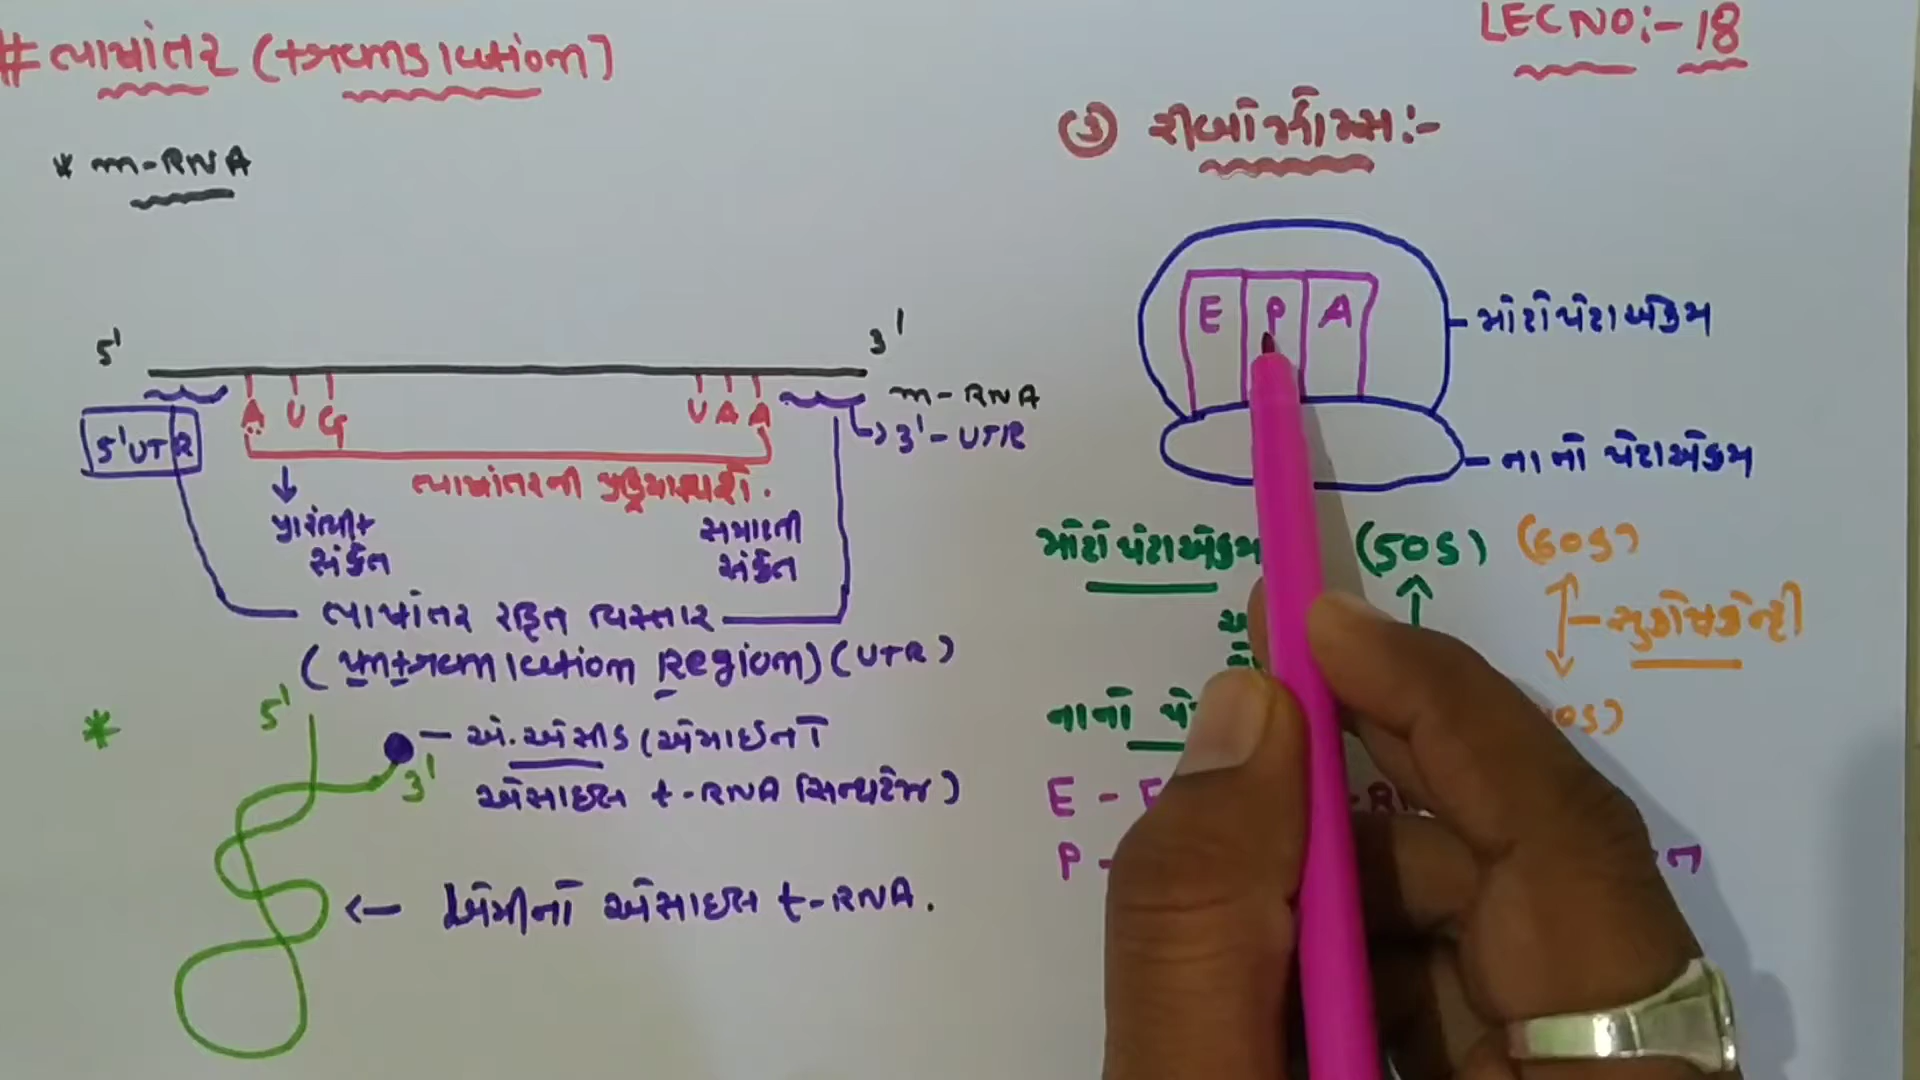 # ભાષાંતર (translation)
LEC NO:- 18
* m-RNA
5'
3'
A U G
U A A
m-RNA
5'UTR
3'-UTR
ભાષાંતરની
પ્રારંભીક
સંકેત
સમાપ્તી
સંકેત
ભાષાંતર રહિત વિસ્તાર
(untranslation Region) (UTR)
*
5'
3'
એ.એસીડ (એમાઇનો
એસાઇલ t-RNA સિન્થટેઝ)
<- એમીનો એસાઇલ t-RNA.
③ રીબોઝોમ્સ:-
E P A
મોટો પેટાએકમ
નાનો પેટાએકમ
મોટો પેટાએકમ (50S) (60S)
સુકોષકેન્દ્રી
નાનો
E -
P -